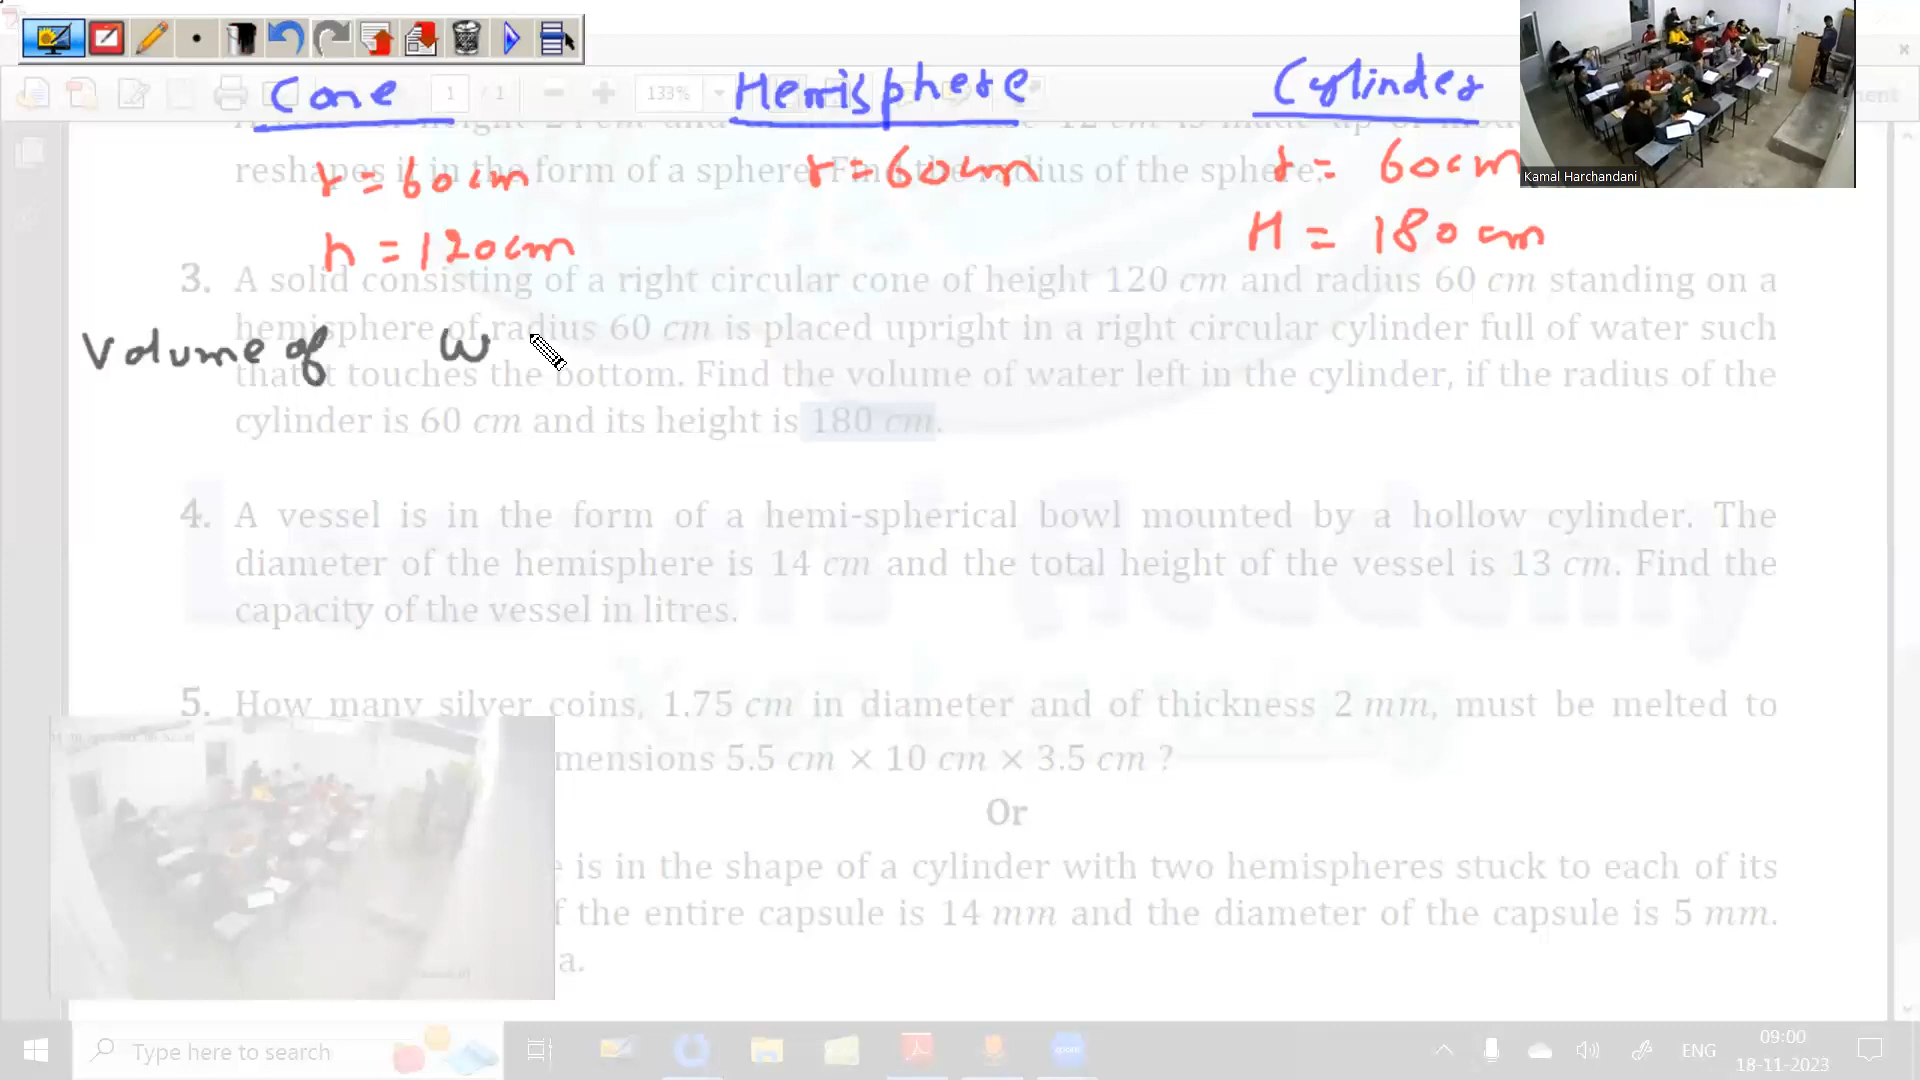 Cone Hemisphere Cylinder
1 / 1 133%
reshapes it in the form of a sphere. Find the radius of the sphere.
r = 60 cm r = 60 cm r = 60 cm
Kamal Harchandani
h = 120 cm H = 180 cm
3. A solid consisting of a right circular cone of height 120 cm and radius 60 cm standing on a
hemisphere of radius 60 cm is placed upright in a right circular cylinder full of water such
Volume of W
that it touches the bottom. Find the volume of water left in the cylinder, if the radius of the
cylinder is 60 cm and its height is 180 cm.
4. A vessel is in the form of a hemi-spherical bowl mounted by a hollow cylinder. The
diameter of the hemisphere is 14 cm and the total height of the vessel is 13 cm. Find the
capacity of the vessel in litres.
Learners' Academy
Keep Learning
5. How many silver coins, 1.75 cm in diameter and of thickness 2 mm, must be melted to
mensions 5.5 cm × 10 cm × 3.5 cm ?
Or
e is in the shape of a cylinder with two hemispheres stuck to each of its
f the entire capsule is 14 mm and the diameter of the capsule is 5 mm.
a.
Type here to search
ENG
09:00
18-11-2023